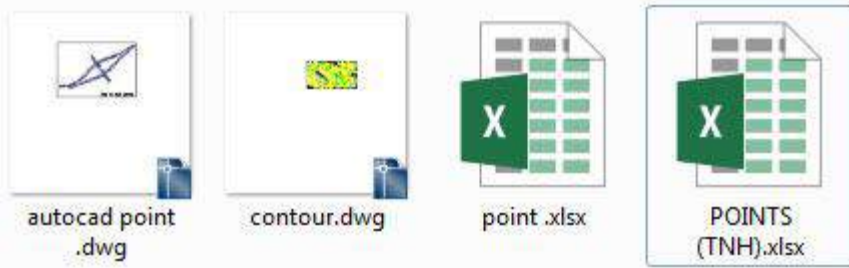 autocad point
.dwg
contour.dwg
X
point .xlsx
X
POINTS
(TNH).xlsx